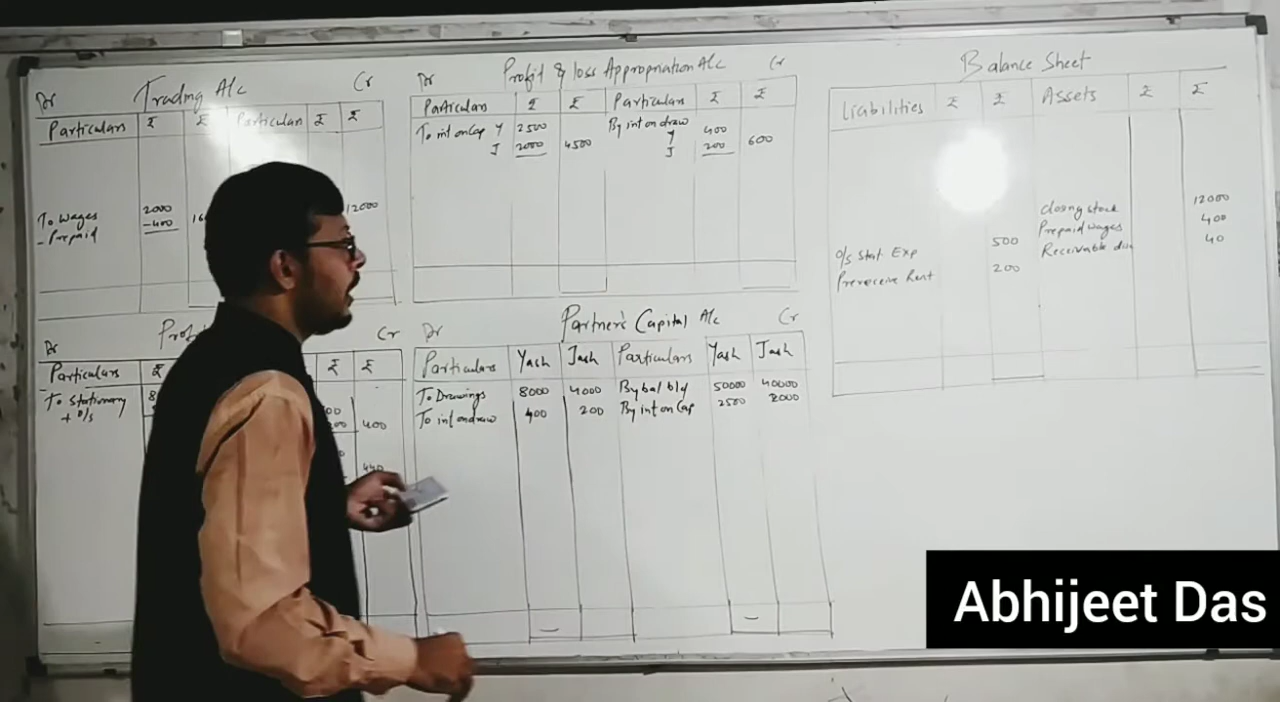 Dr Trading A/c Cr
Particulars ₹ ₹ Particulars ₹ ₹
To Wages 2000
- Prepaid -400 16
12000
Dr Profit & loss Appropriation A/c Cr
Particulars ₹ ₹ Particulars ₹ ₹
To int on Cap Y 2500 By int on draw
Y 400
J 2000 4500 J 200 600
Balance Sheet
Liabilities ₹ ₹ Assets ₹ ₹
Closing stock 12000
Prepaid wages 400
O/s Stat Exp 500 Receivable 40
Prereceive Rent 200
Dr Prof Cr
Particulars ₹ ₹ ₹
To Stationary 8
+ O/s
400
440
Dr Partner's Capital A/c Cr
Particulars Yash Jash Particulars Yash Jash
To Drawings 8000 4000 By bal b/d 50000 40000
To int on draw 400 200 By int on Cap 2500 2000
Abhijeet Das